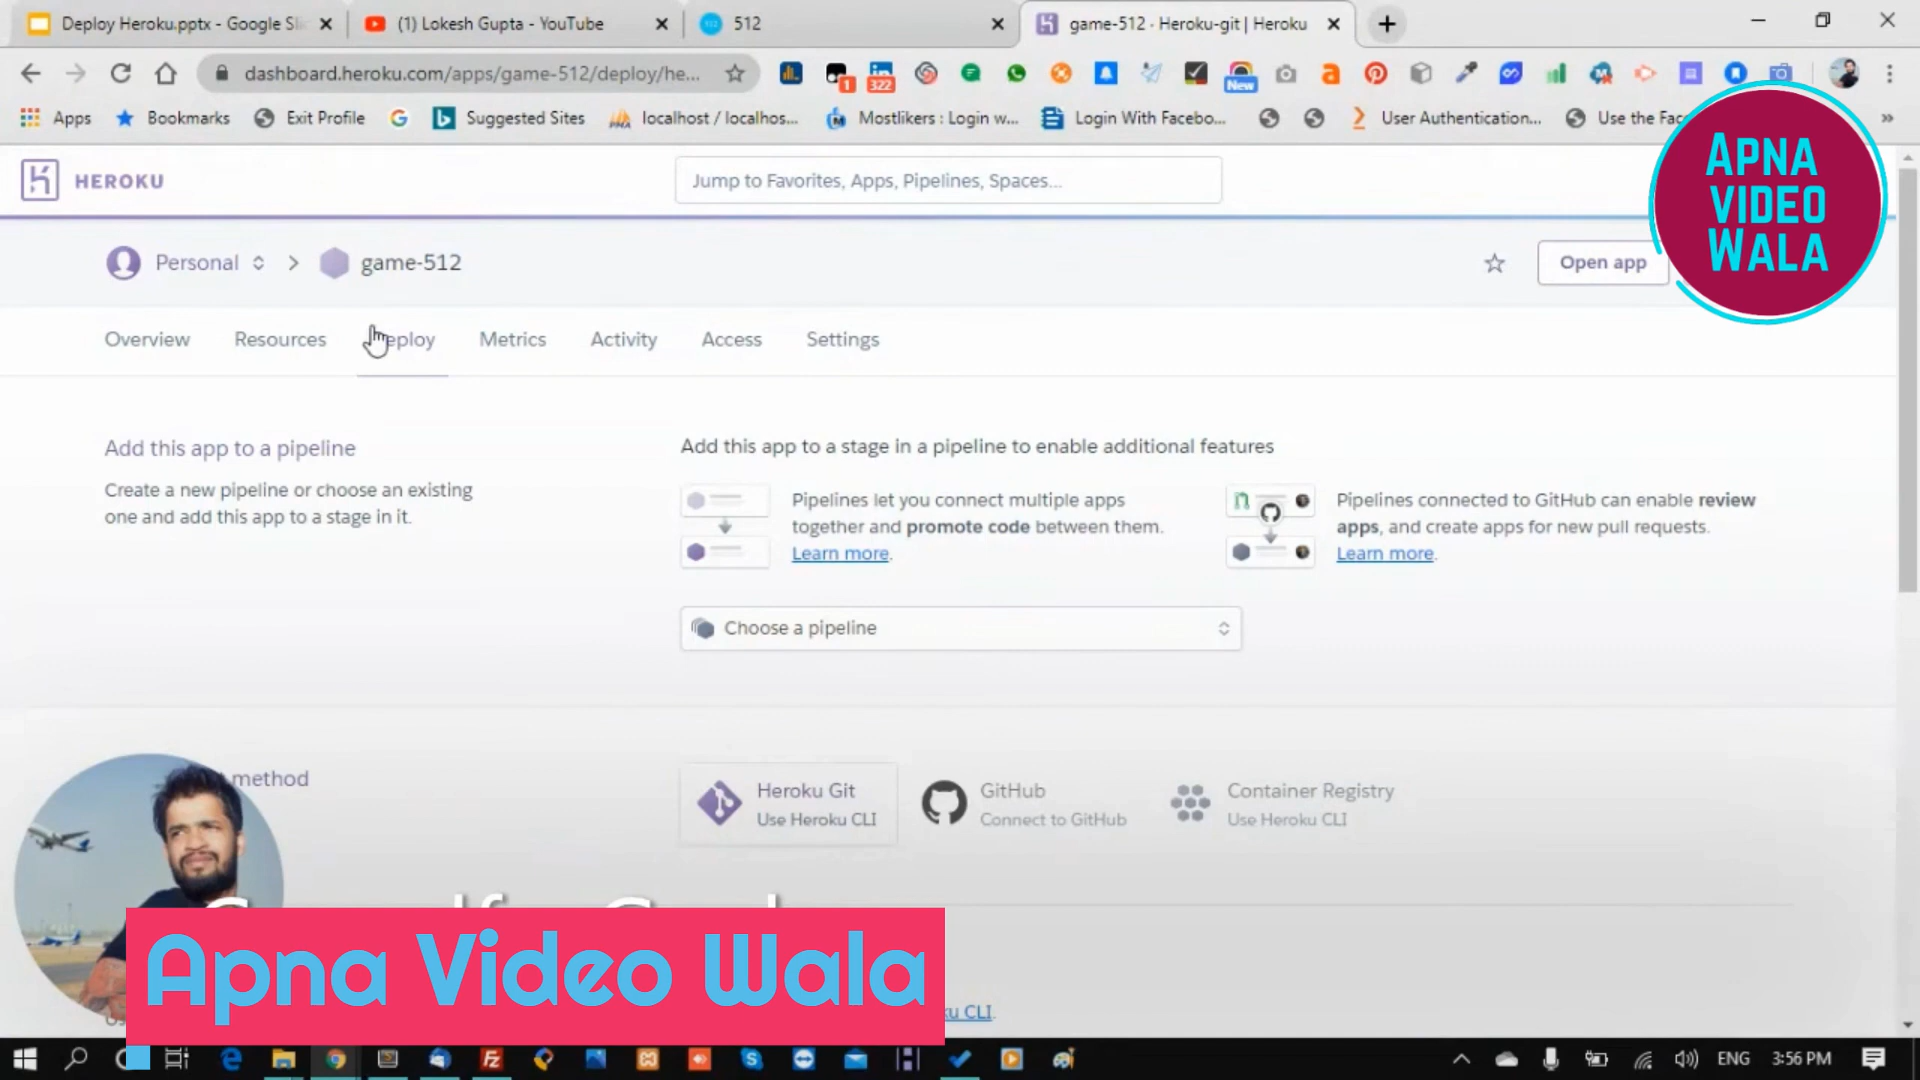 Deploy Heroku.pptx - Google Sli
(1) Lokesh Gupta - YouTube
512
game-512 · Heroku-git | Heroku
dashboard.heroku.com/apps/game-512/deploy/he...
1
322
New
Apps
Bookmarks
Exit Profile
Suggested Sites
localhost / localhos...
Mostlikers : Login w...
Login With Facebo...
User Authentication...
Use the Fac
»
APNA
VIDEO
WALA
HEROKU
Jump to Favorites, Apps, Pipelines, Spaces...
Personal
game-512
Open app
Overview
Resources
eploy
Metrics
Activity
Access
Settings
Add this app to a pipeline
Create a new pipeline or choose an existing
one and add this app to a stage in it.
Add this app to a stage in a pipeline to enable additional features
Pipelines let you connect multiple apps
together and promote code between them.
Learn more.
Pipelines connected to GitHub can enable review
apps, and create apps for new pull requests.
Learn more.
Choose a pipeline
method
Heroku Git
Use Heroku CLI
GitHub
Connect to GitHub
Container Registry
Use Heroku CLI
Apna Video Wala
ku CLI.
ENG
3:56 PM